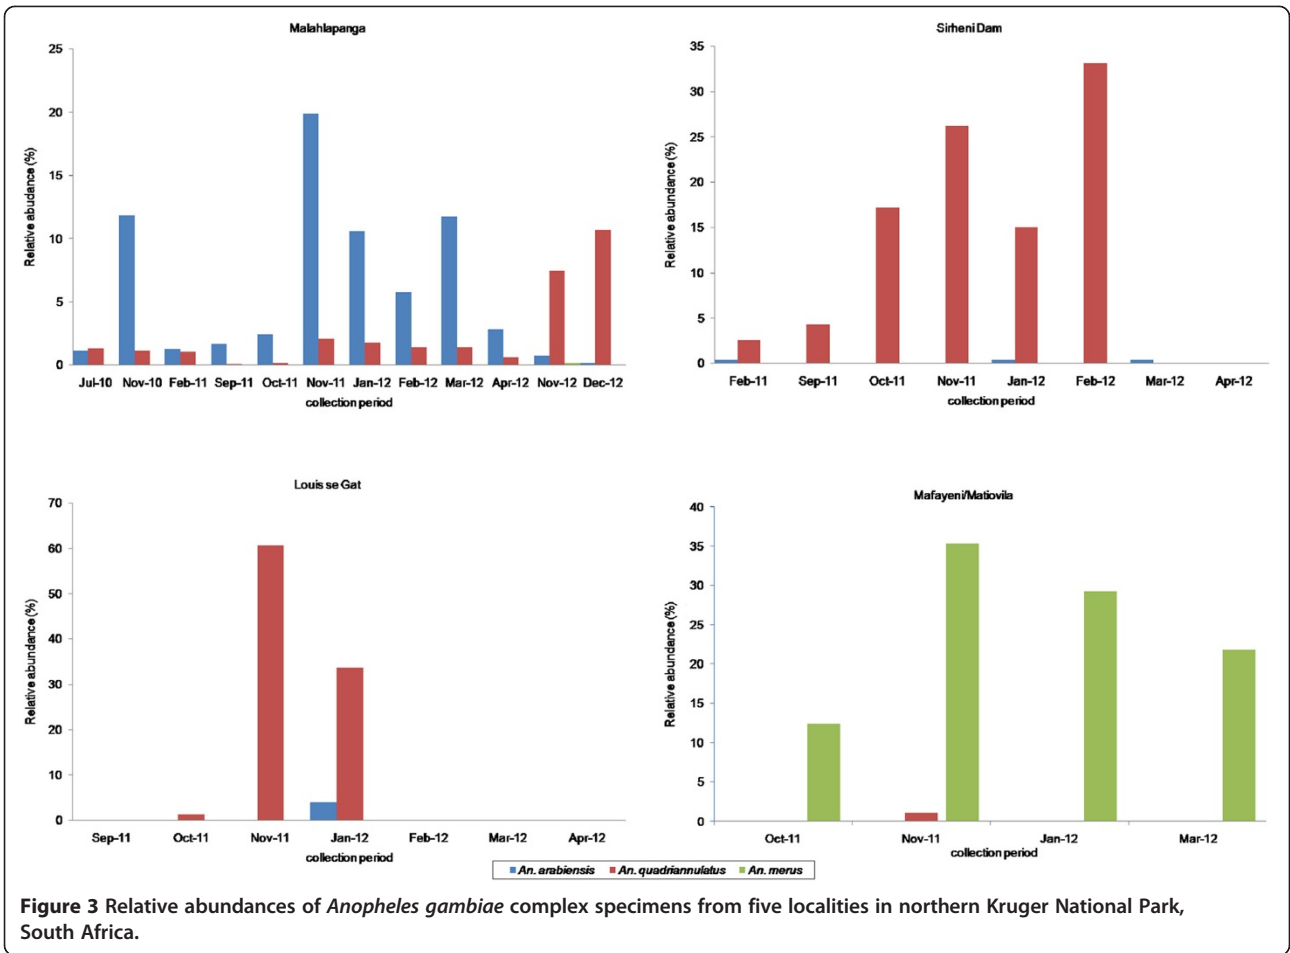 Malahlapanga
25
20
15
10
5
0
Relative abudance (%)
Jul-10 Nov-10 Feb-11 Sep-11 Oct-11 Nov-11 Jan-12 Feb-12 Mar-12 Apr-12 Nov-12 Dec-12
collection period
Sirheni Dam
35
30
25
20
15
10
5
0
Relative abundance (%)
Feb-11 Sep-11 Oct-11 Nov-11 Jan-12 Feb-12 Mar-12 Apr-12
collection period
Louis se Gat
70
60
50
40
30
20
10
0
Relative abundance (%)
Sep-11 Oct-11 Nov-11 Jan-12 Feb-12 Mar-12 Apr-12
collection period
Mafayeni/Matiovila
40
35
30
25
20
15
10
5
0
Relative abundance (%)
Oct-11 Nov-11 Jan-12 Mar-12
collection period
An. arabiensis An. quadriannulatus An. merus
Figure 3 Relative abundances of Anopheles gambiae complex specimens from five localities in northern Kruger National Park,
South Africa.